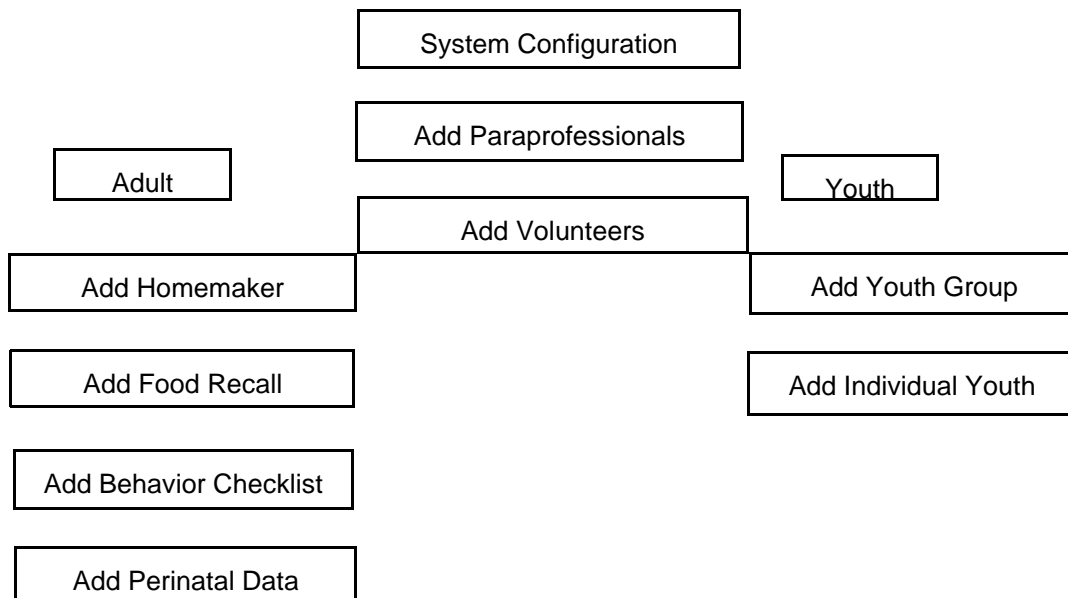 System Configuration
Add Paraprofessionals
Adult
Youth
Add Volunteers
Add Homemaker
Add Youth Group
Add Food Recall
Add Individual Youth
Add Behavior Checklist
Add Perinatal Data